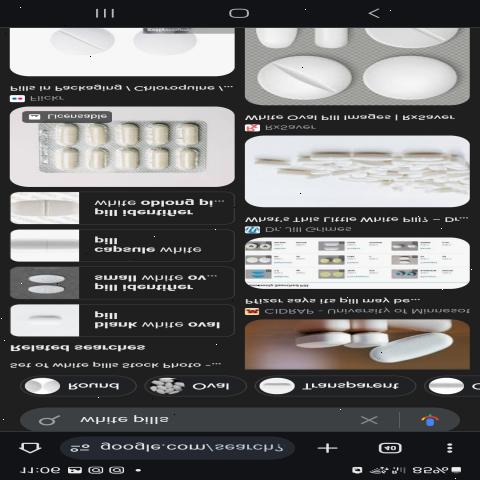 11:06
85%
google.com/search?
40
white pills
Round
Oval
Transparent
Set of white pills Stock Photo -...
Related searches
blank white oval
pill
pill identifier
small white ov...
capsule white
pill
pill identifier
white oblong pi...
Licensable
Flickr
Pills in Packaging / Chloroquine /...
CIDRAP - University of Minnesot
Pfizer says its pill may be...
Dr. Jill Grimes
What's This Little White Pill? - Dr...
RxSaver
White Oval Pill Images | RxSaver